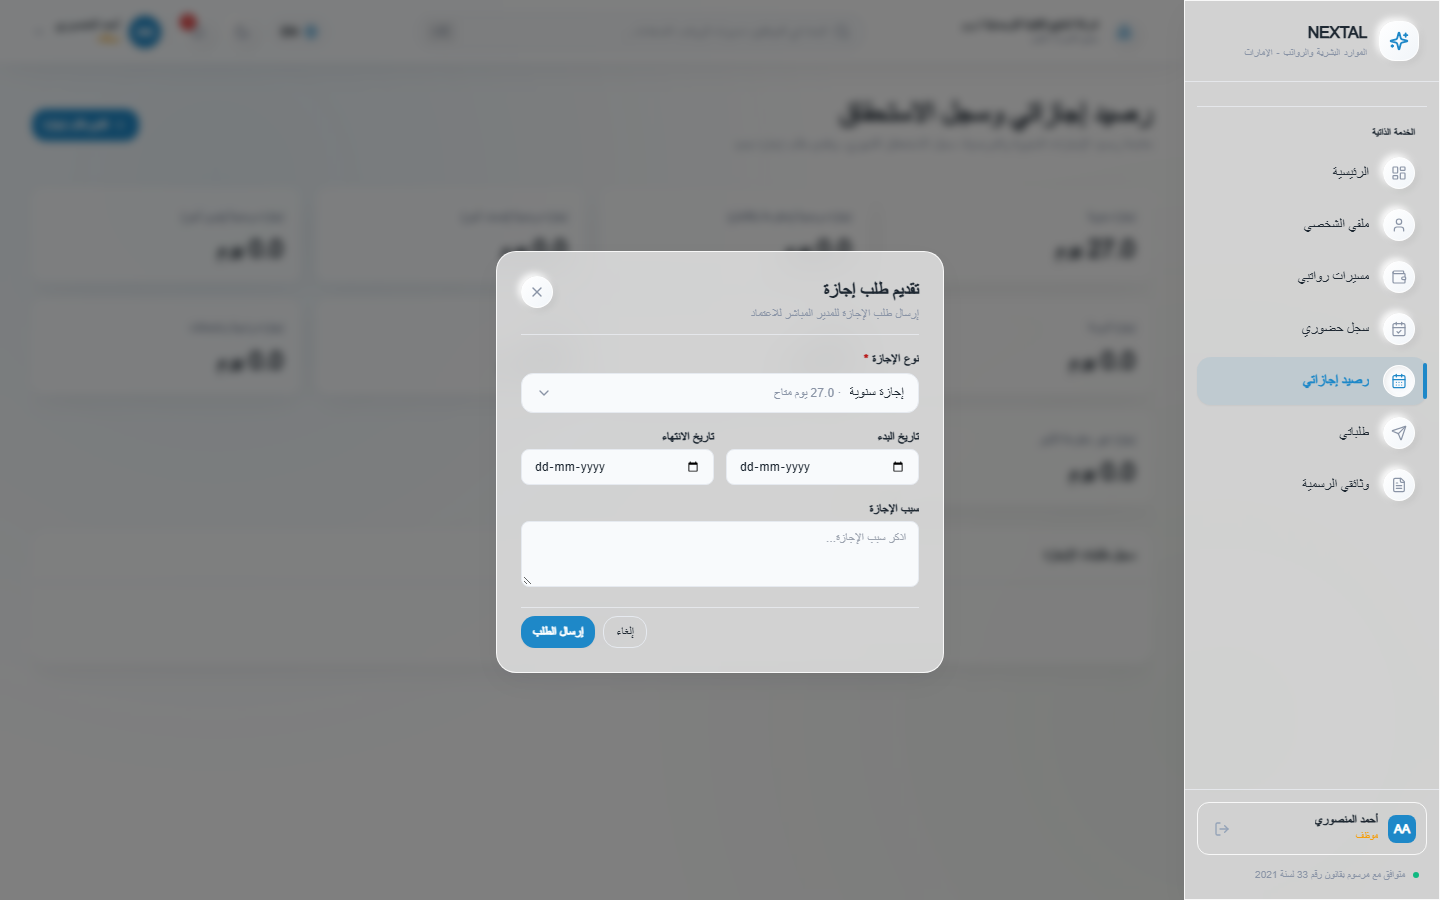 NEXTAL
الموارد البشرية والرواتب - الإمارات
الخدمة الذاتية
الرئيسية
ملفي الشخصي
مسيرات رواتبي
سجل حضوري
رصيد إجازاتي
طلباتي
وثائقي الرسمية
أحمد المنصوري
موظف
AA
متوافق مع مرسوم بقانون رقم 33 لسنة 2021
رصيد إجازاتي وسجل الاستحقاق
27.0 يوم
0.0 يوم
0.0 يوم
0.0 يوم
0.0 يوم
0.0 يوم
0.0 يوم
تقديم طلب إجازة
إرسال طلب الإجازة للمدير المباشر للاعتماد
نوع الإجازة *
إجازة سنوية · 27.0 يوم متاح
تاريخ البدء
تاريخ الانتهاء
dd-mm-yyyy
dd-mm-yyyy
سبب الإجازة
اذكر سبب الإجازة...
إلغاء
إرسال الطلب